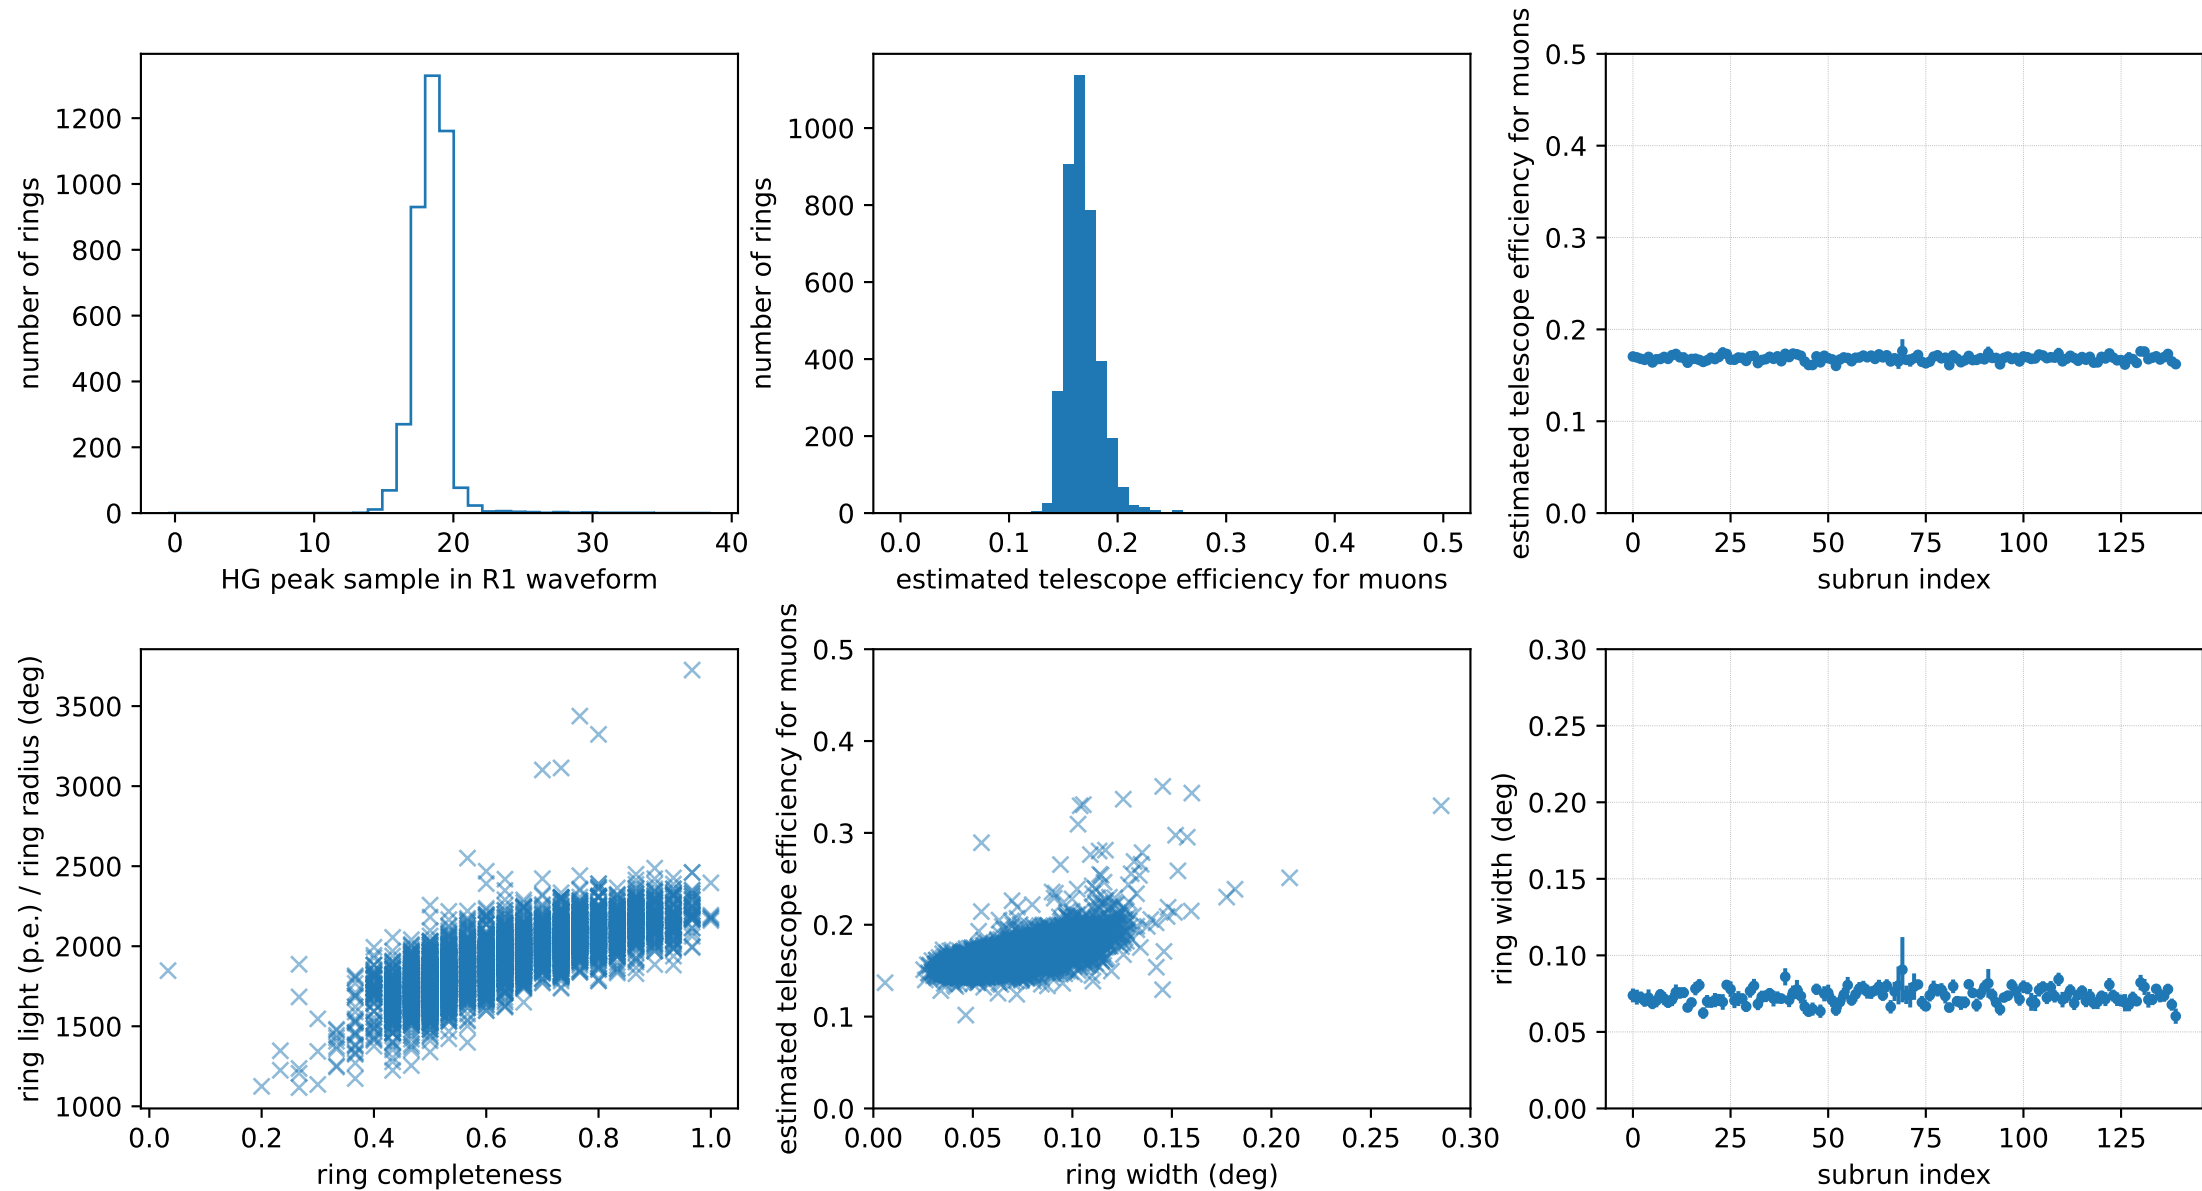 number of rings
1200
1000
800
600
400
200
0
0 10 20 30 40
HG peak sample in R1 waveform
number of rings
1000
800
600
400
200
0
0.0 0.1 0.2 0.3 0.4 0.5
estimated telescope efficiency for muons
estimated telescope efficiency for muons
0.5
0.4
0.3
0.2
0.1
0.0
0 25 50 75 100 125
subrun index
ring light (p.e.) / ring radius (deg)
3500
3000
2500
2000
1500
1000
0.0 0.2 0.4 0.6 0.8 1.0
ring completeness
estimated telescope efficiency for muons
0.5
0.4
0.3
0.2
0.1
0.0
0.00 0.05 0.10 0.15 0.20 0.25 0.30
ring width (deg)
ring width (deg)
0.30
0.25
0.20
0.15
0.10
0.05
0.00
0 25 50 75 100 125
subrun index